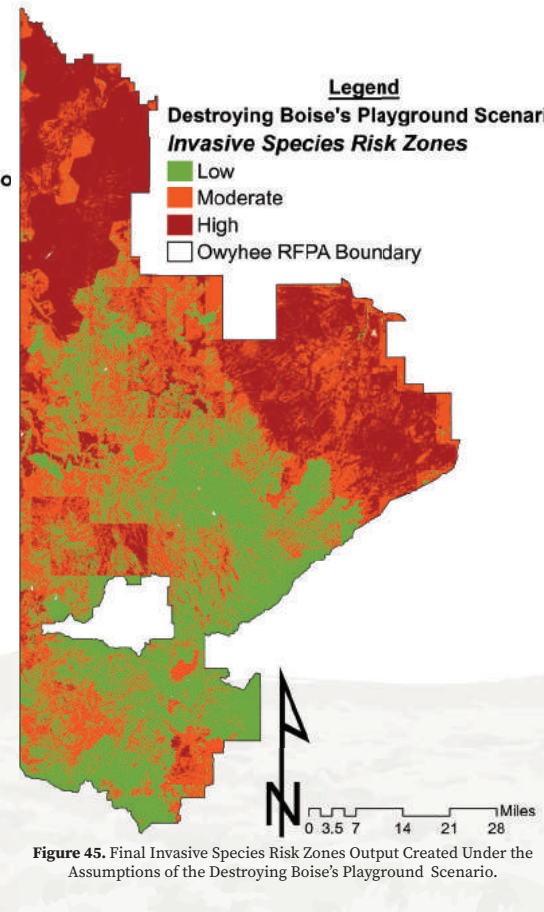 Legend
Destroying Boise's Playground Scenari
Invasive Species Risk Zones
o
Low
Moderate
High
Owyhee RFPA Boundary
N
Miles
0 3.5 7 14 21 28
Figure 45. Final Invasive Species Risk Zones Output Created Under the
Assumptions of the Destroying Boise’s Playground Scenario.